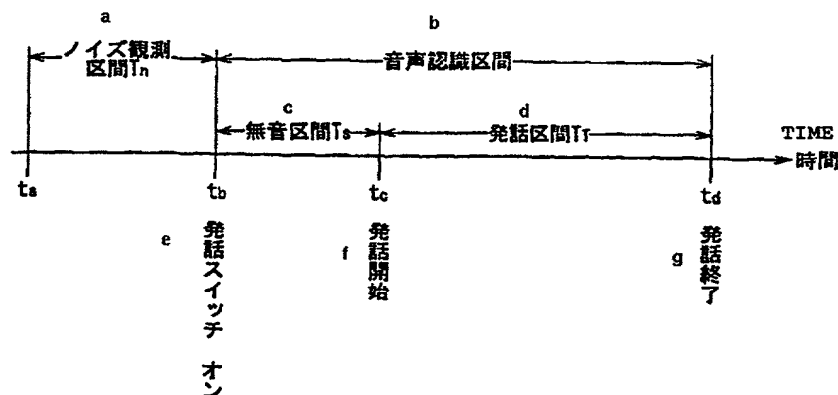 a
b
ノイズ観測
区間Tn
音声認識区間
c
d
無音区間Ts
発話区間Tf
TIME
時間
ta
tb
tc
td
e
発話スイッチ オン
f
発話開始
g
発話終了